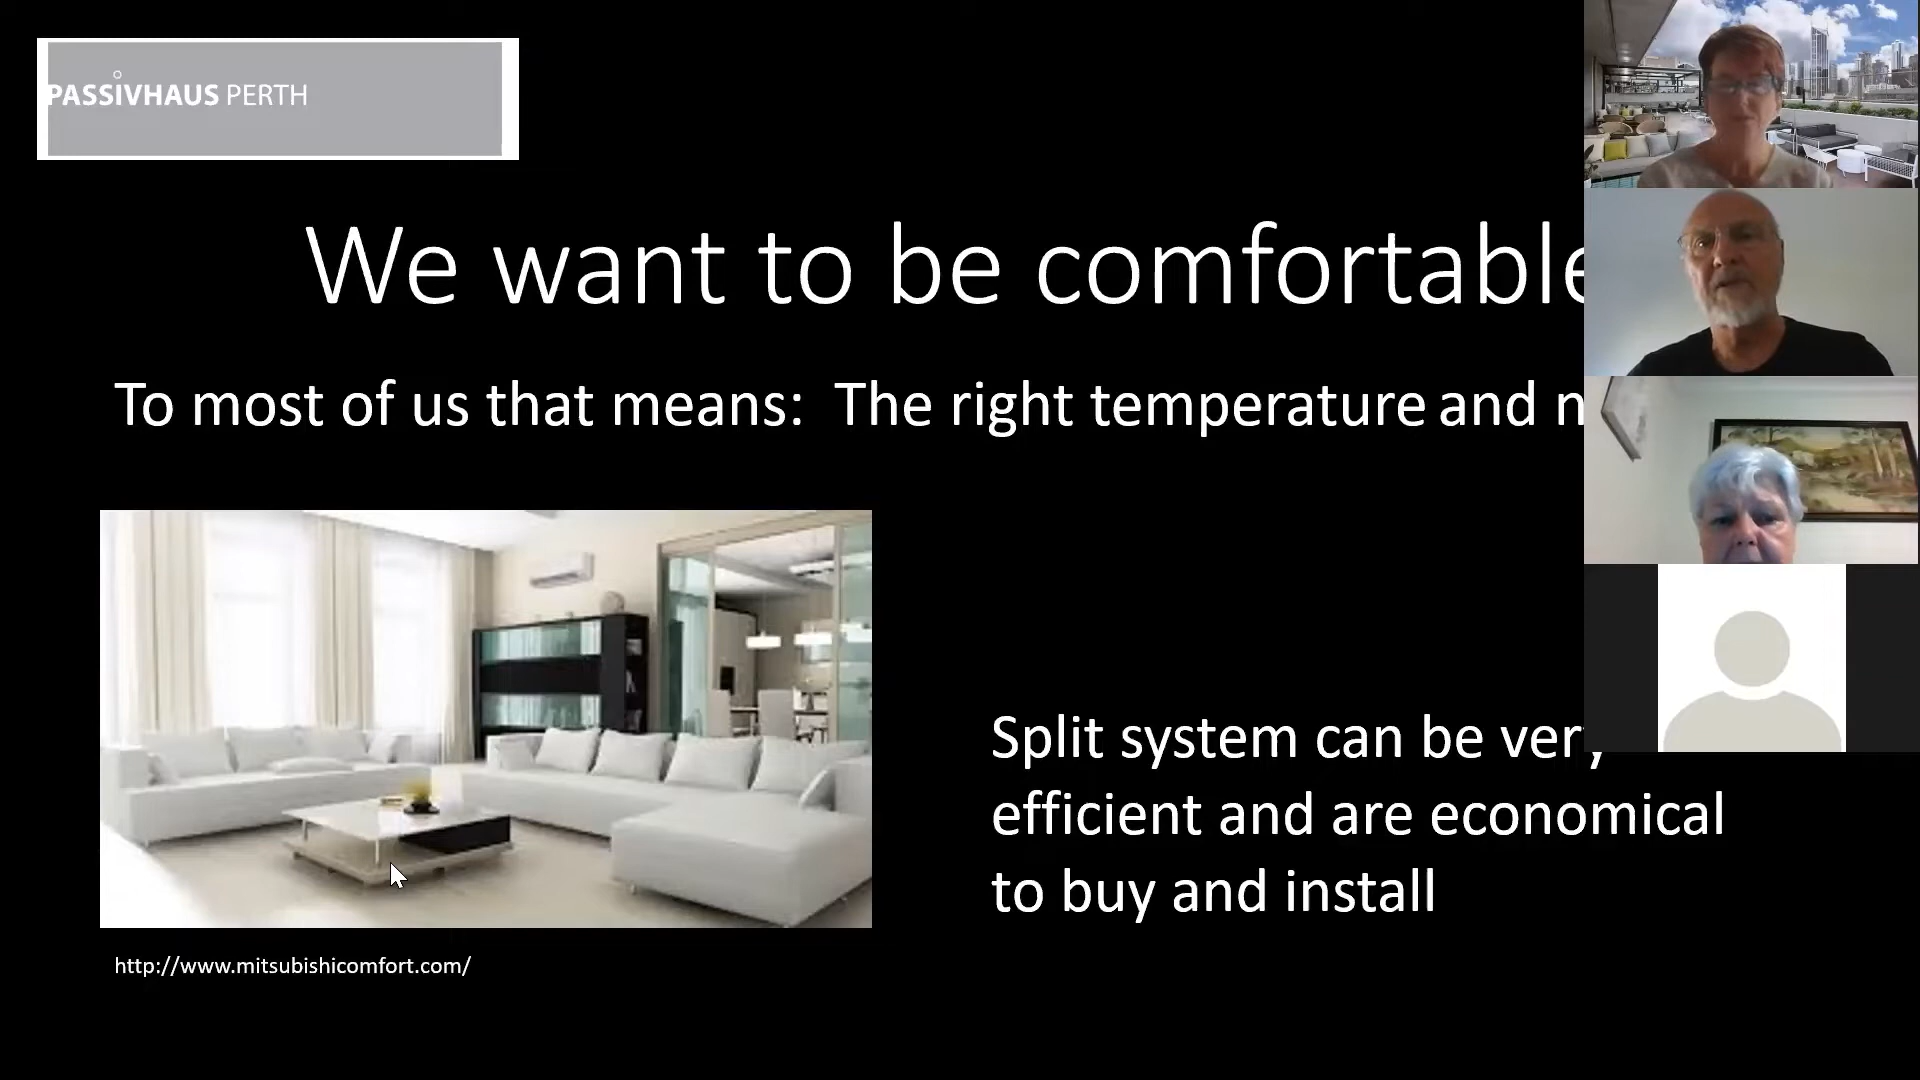 PASSIVHAUS PERTH
We want to be comfortable
To most of us that means: The right temperature and
Split system can be very
efficient and are economical
to buy and install
http://www.mitsubishicomfort.com/